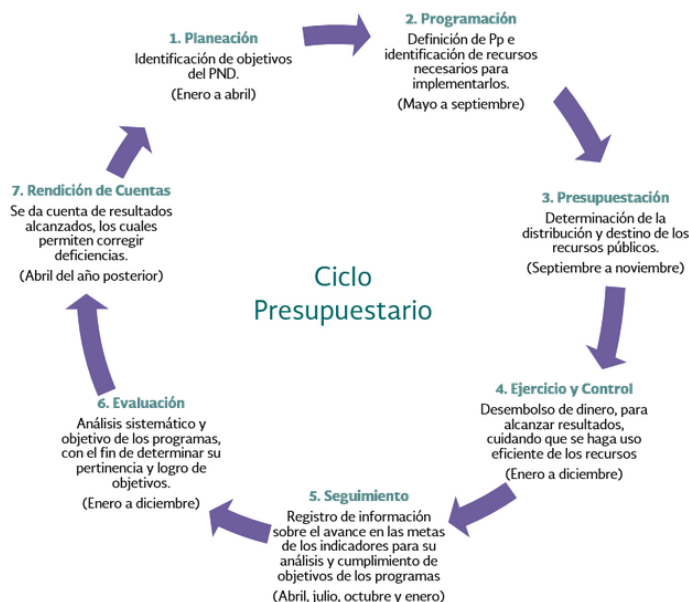 1. Planeación
Identificación de objetivos
del PND.
(Enero a abril)
2. Programación
Definición de Pp e
identificación de recursos
necesarios para
implementarlos.
(Mayo a septiembre)
3. Presupuestación
Determinación de la
distribución y destino de los
recursos públicos.
(Septiembre a noviembre)
4. Ejercicio y Control
Desembolso de dinero, para
alcanzar resultados,
cuidando que se haga uso
eficiente de los recursos
(Enero a diciembre)
5. Seguimiento
Registro de información
sobre el avance en las metas
de los indicadores para su
análisis y cumplimiento de
objetivos de los programas
(Abril, julio, octubre y enero)
6. Evaluación
Análisis sistemático y
objetivo de los programas,
con el fin de determinar su
pertinencia y logro de
objetivos.
(Enero a diciembre)
7. Rendición de Cuentas
Se da cuenta de resultados
alcanzados, los cuales
permiten corregir
deficiencias.
(Abril del año posterior)
Ciclo
Presupuestario